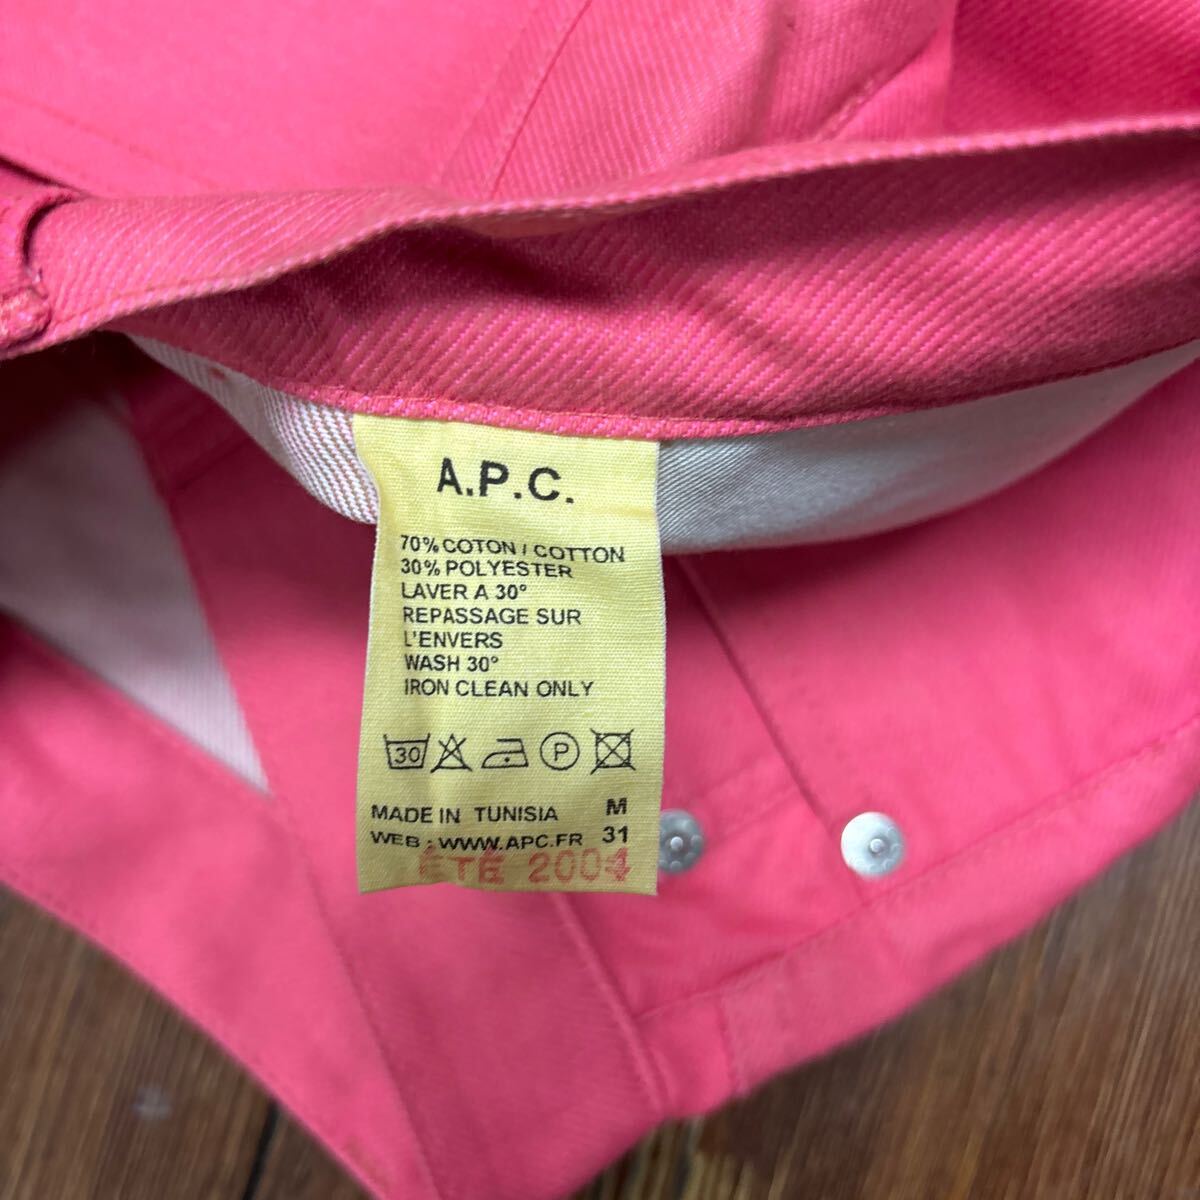 A.P.C.
70% COTON / COTTON
30% POLYESTER
LAVER A 30°
REPASSAGE SUR
L'ENVERS
WASH 30°
IRON CLEAN ONLY
30 P
MADE IN TUNISIA M
WEB : WWW.APC.FR 31
ÉTÉ 2004